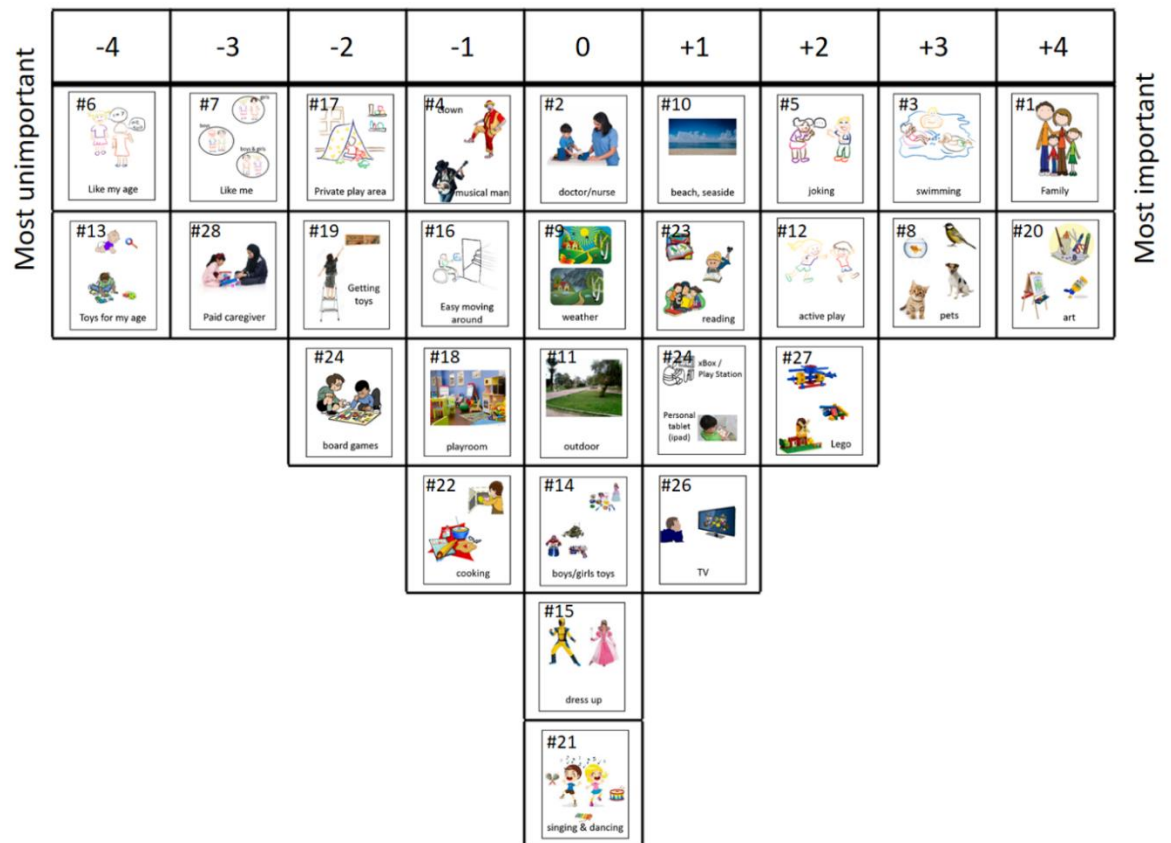 Most unimportant
-4 -3 -2 -1 0 +1 +2 +3 +4
Most important
#6
Like my age
#7
girls
boys
boys & girls
Like me
#17
Private play area
#4
clown
musical man
#2
doctor/nurse
#10
beach, seaside
#5
joking
#3
swimming
#1
Family
#13
Toys for my age
#28
Paid caregiver
#19
Getting
toys
#16
Easy moving
around
#9
weather
#23
reading
#12
active play
#8
pets
#20
art
#24
board games
#18
playroom
#11
outdoor
#24
xBox /
Play Station
Personal
tablet
(ipad)
#27
Lego
#22
cooking
#14
boys/girls toys
#26
TV
#15
dress up
#21
singing & dancing